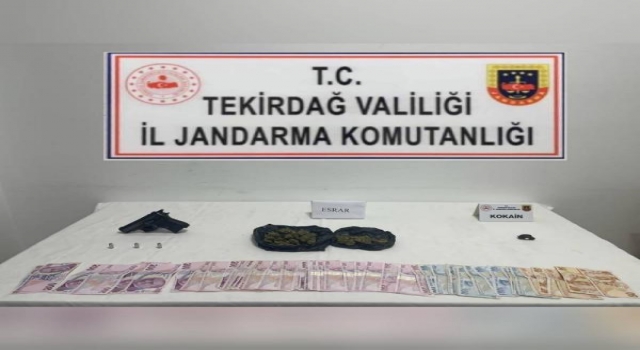 T.C.
TEKİRDAĞ VALİLİĞİ
İL JANDARMA KOMUTANLIĞI
ESRAR
KOKAİN